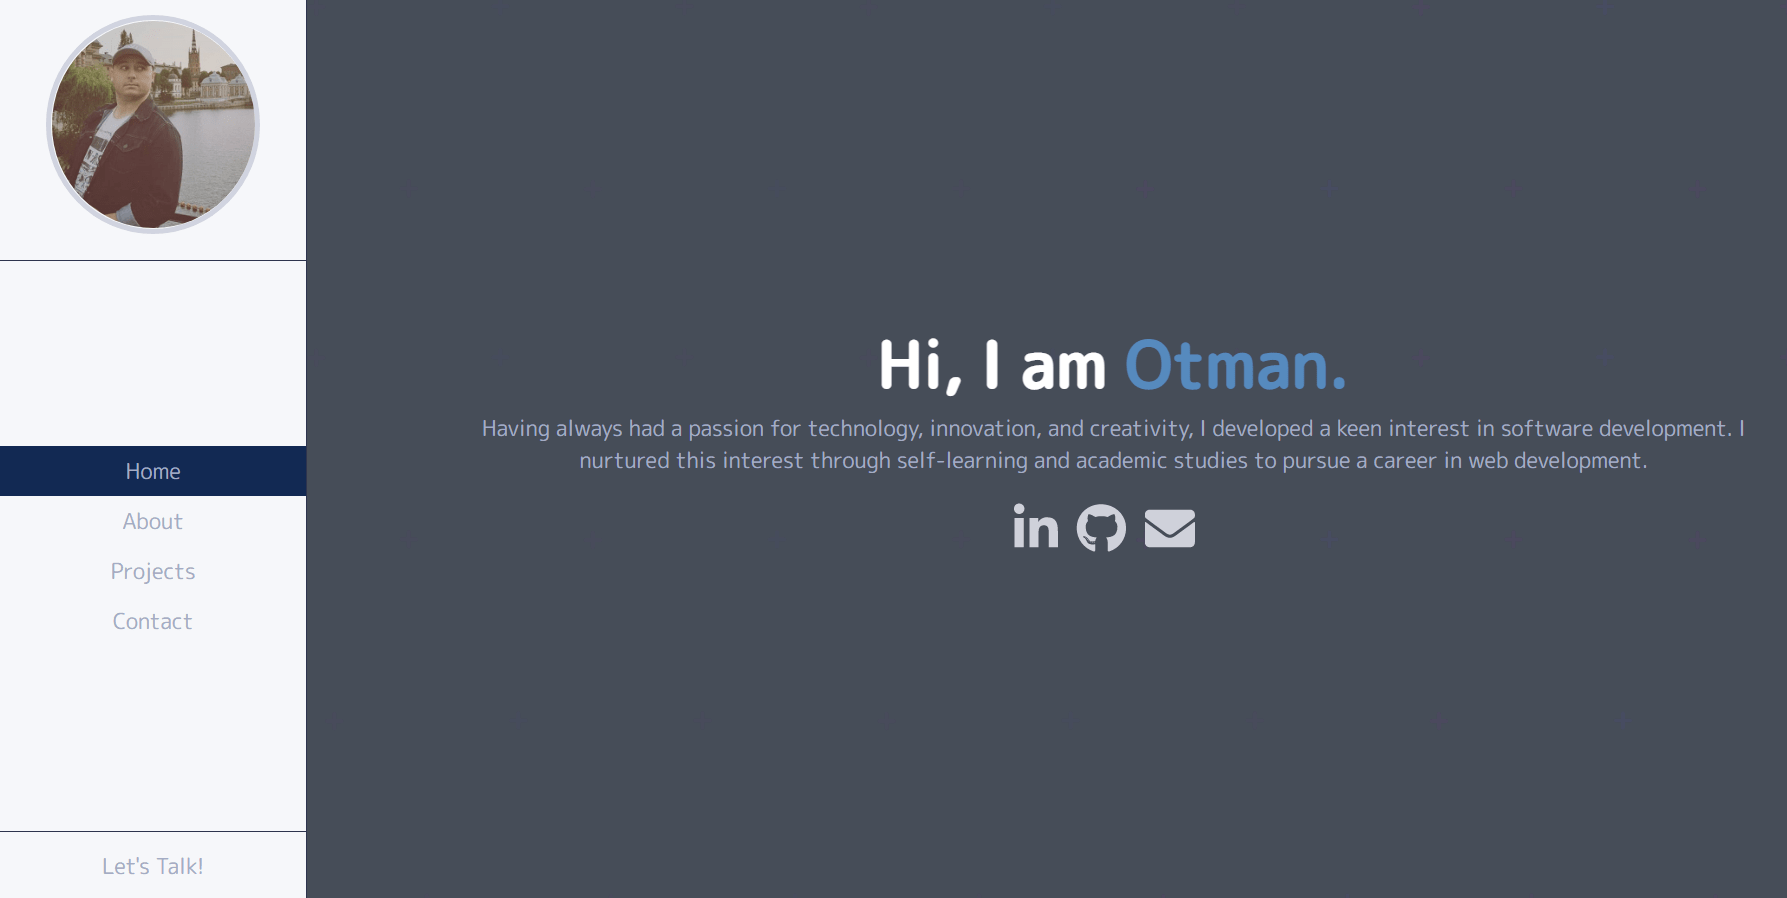 Home
About
Projects
Contact
Let's Talk!
Hi, I am Otman.
Having always had a passion for technology, innovation, and creativity, I developed a keen interest in software development. I
nurtured this interest through self-learning and academic studies to pursue a career in web development.
in